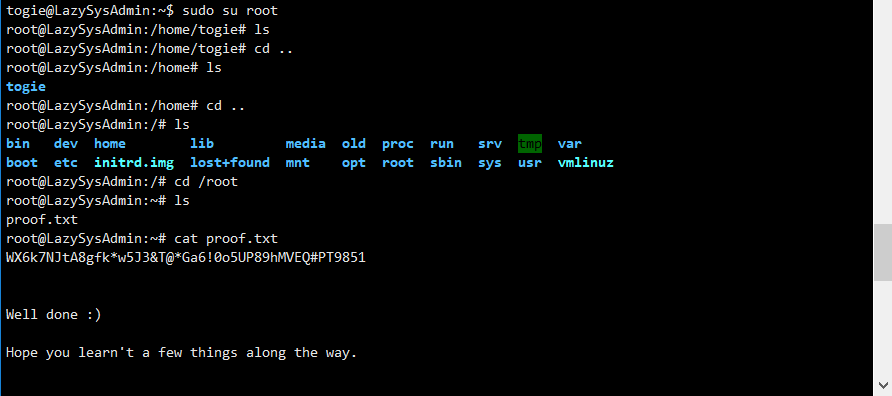 togie@LazySysAdmin:~$ sudo su root
root@LazySysAdmin:/home/togie# ls
root@LazySysAdmin:/home/togie# cd ..
root@LazySysAdmin:/home# ls
togie
root@LazySysAdmin:/home# cd ..
root@LazySysAdmin:/# ls
bin dev home lib media old proc run srv tmp var
boot etc initrd.img lost+found mnt opt root sbin sys usr vmlinuz
root@LazySysAdmin:/# cd /root
root@LazySysAdmin:~# ls
proof.txt
root@LazySysAdmin:~# cat proof.txt
WX6k7NJtA8gfk*w5J3&T@*Ga6!0o5UP89hMVEQ#PT9851
Well done :)
Hope you learn't a few things along the way.